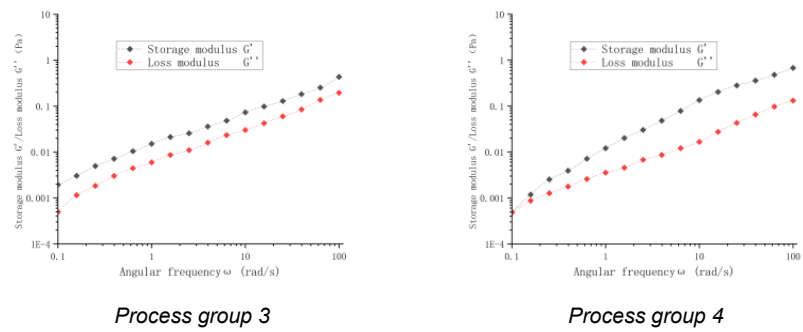 10
1
0.1
0.01
0.001
1E-4
Storage modulus G'/Loss modulus G'' (Pa)
Storage modulus G'
Loss modulus G''
0.1 1 10 100
Angular frequency ω (rad/s)
Process group 3
10
1
0.1
0.01
0.001
1E-4
Storage modulus G'/Loss modulus G'' (Pa)
Storage modulus G'
Loss modulus G''
0.1 1 10 100
Angular frequency ω (rad/s)
Process group 4